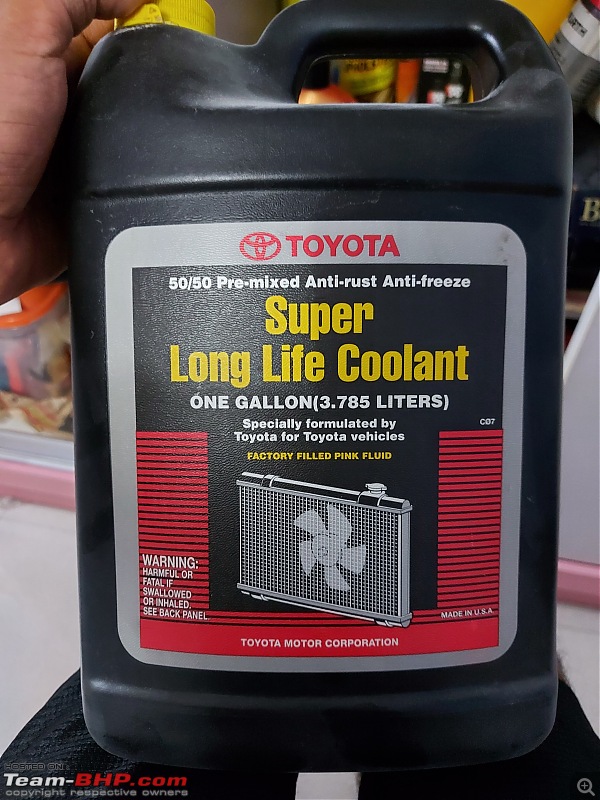 TOYOTA
50/50 Pre-mixed Anti-rust Anti-freeze
Super
Long Life Coolant
ONE GALLON(3.785 LITERS)
Specially formulated by
Toyota for Toyota vehicles
C07
FACTORY FILLED PINK FLUID
WARNING:
HARMFUL OR
FATAL IF
SWALLOWED
OR INHALED.
SEE BACK PANEL.
MADE IN U.S.A.
TOYOTA MOTOR CORPORATION
HOSTED ON
Team-BHP.com
copyright respective owners